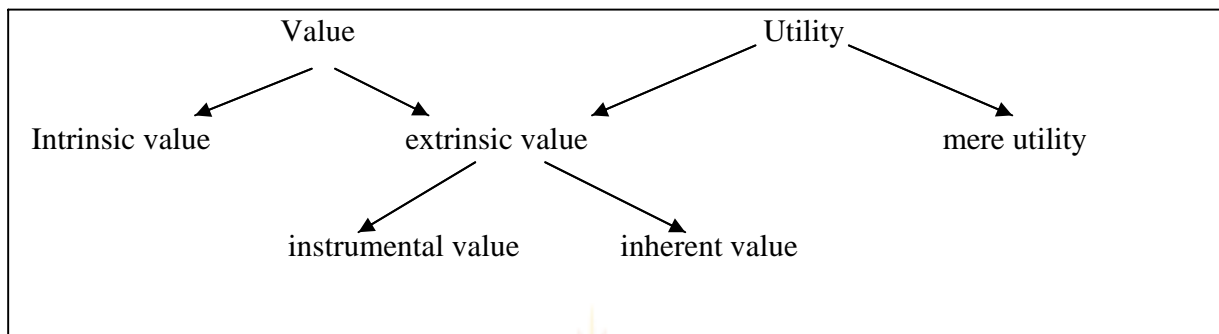 Value Utility
Intrinsic value extrinsic value mere utility
instrumental value inherent value